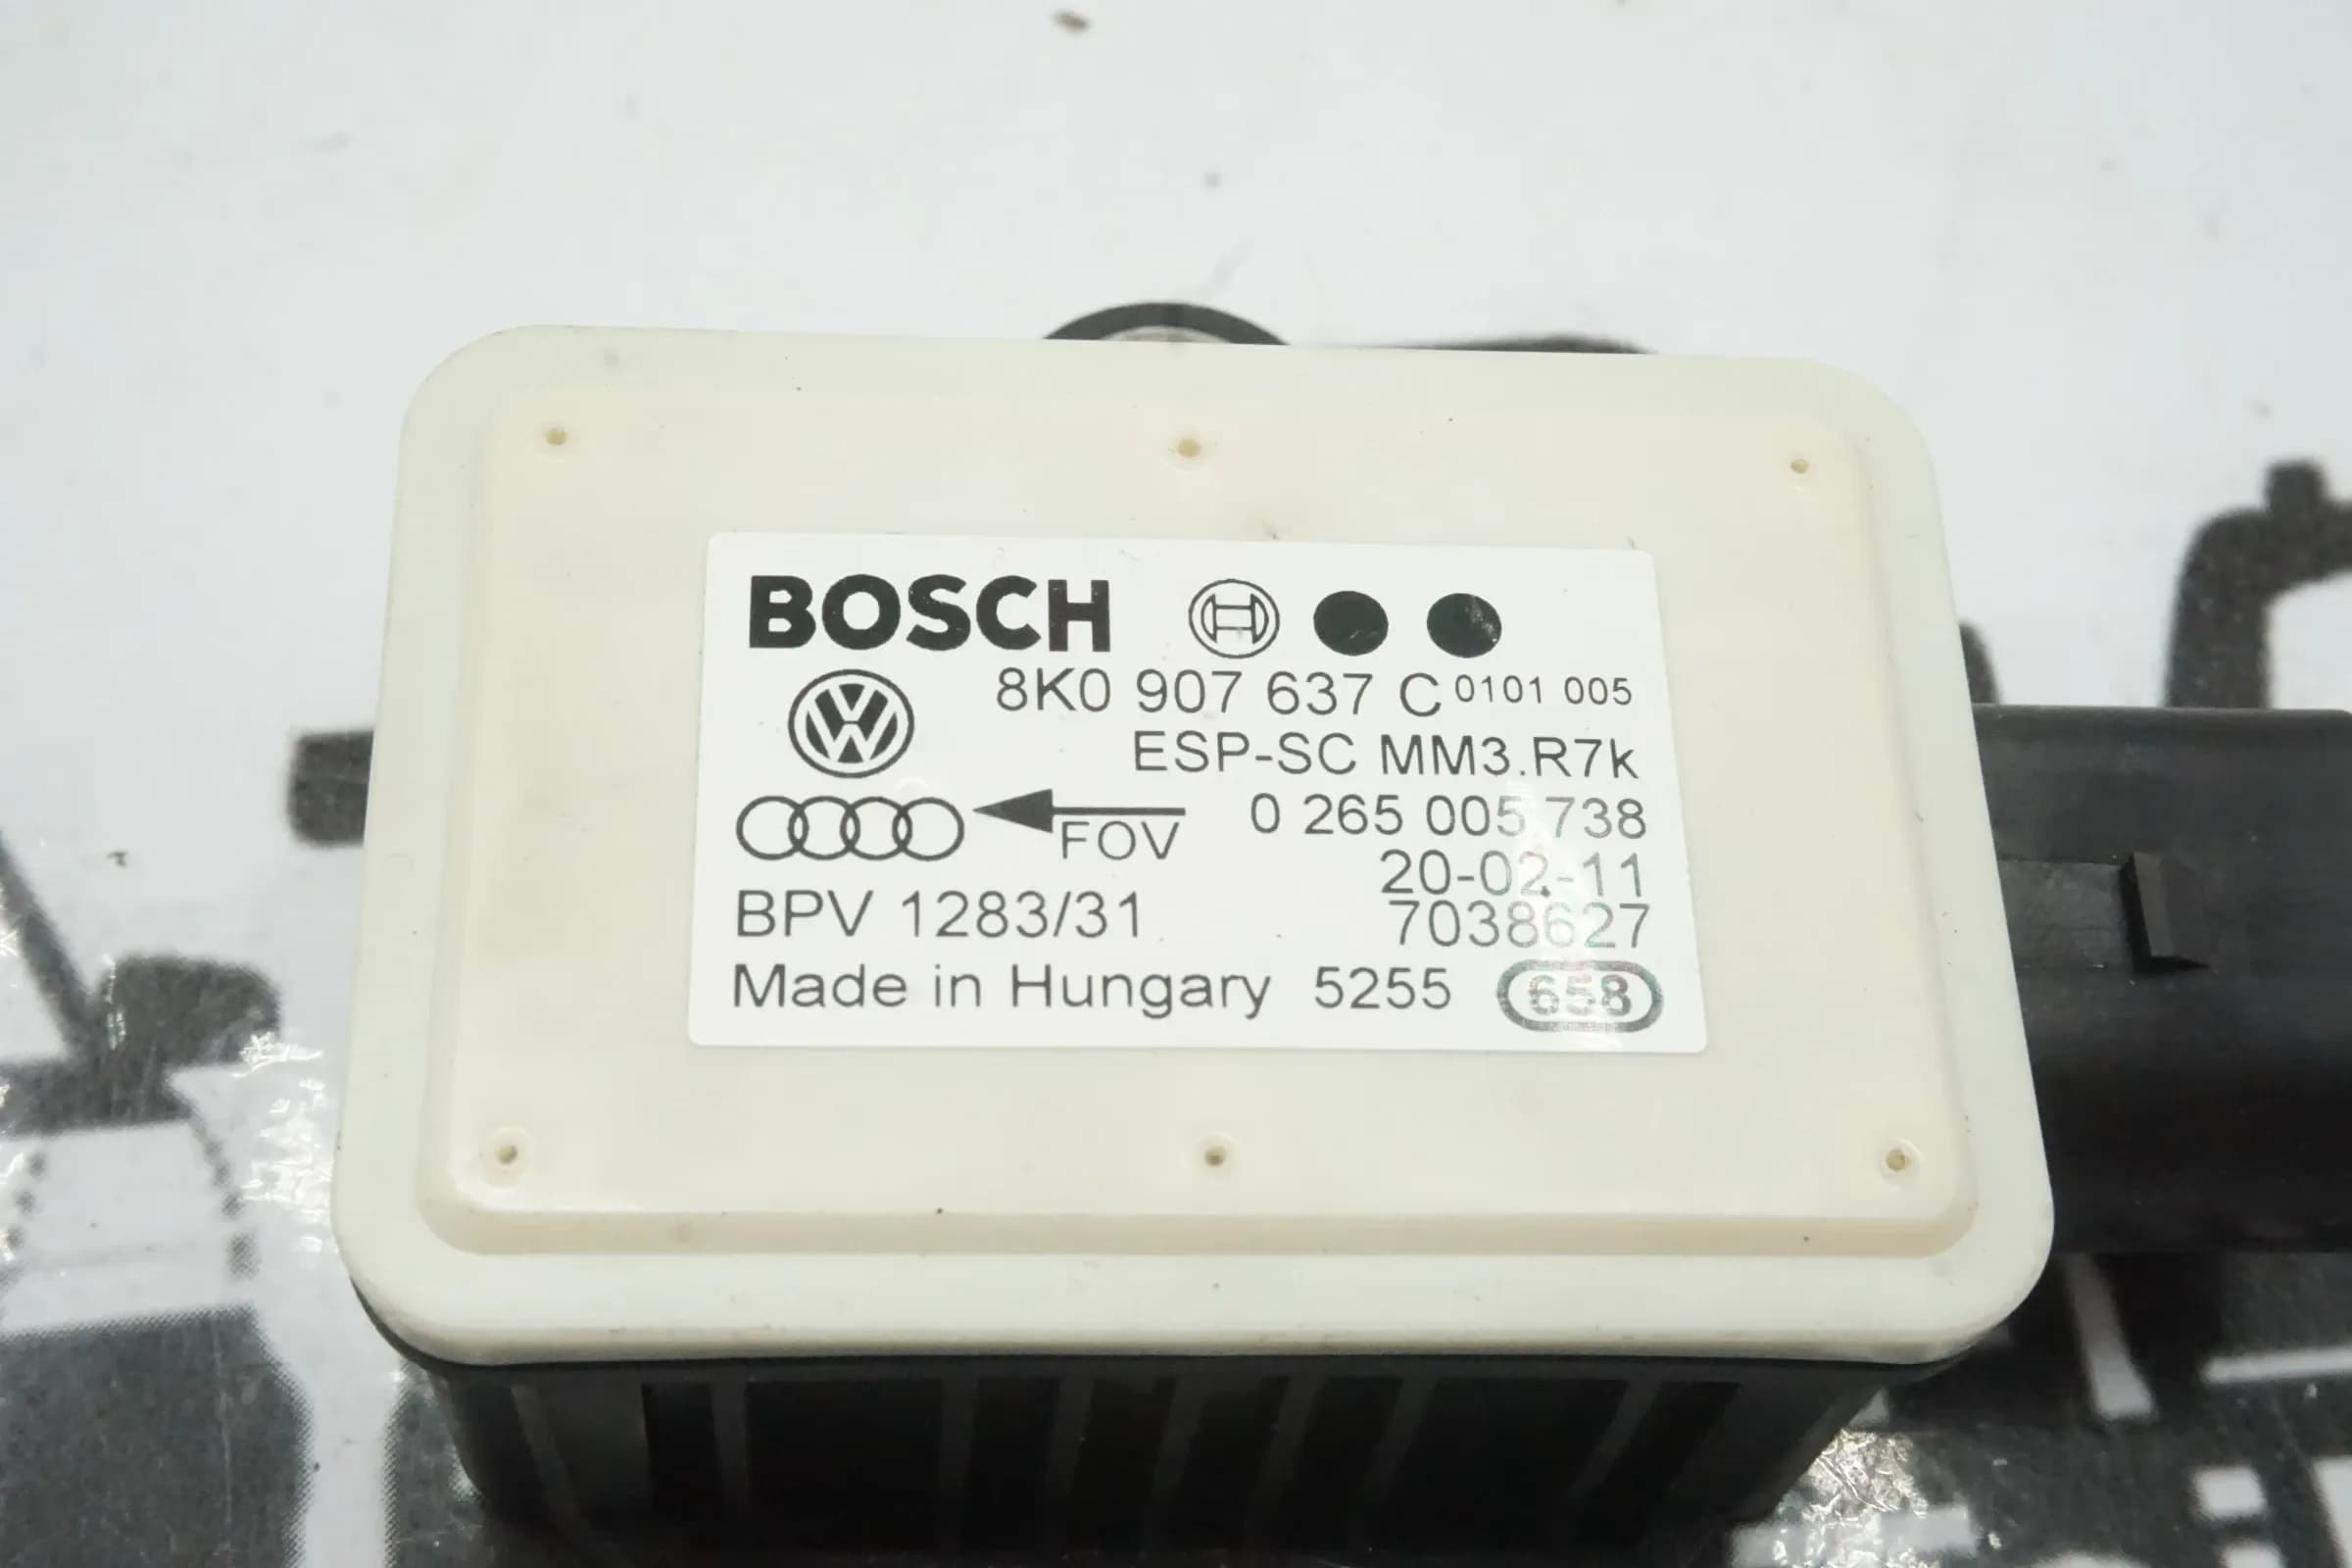 BOSCH
8K0 907 637 C 0101 005
ESP-SC MM3.R7k
FOV 0 265 005 738
20-02-11
BPV 1283/31 7038627
Made in Hungary 5255 658